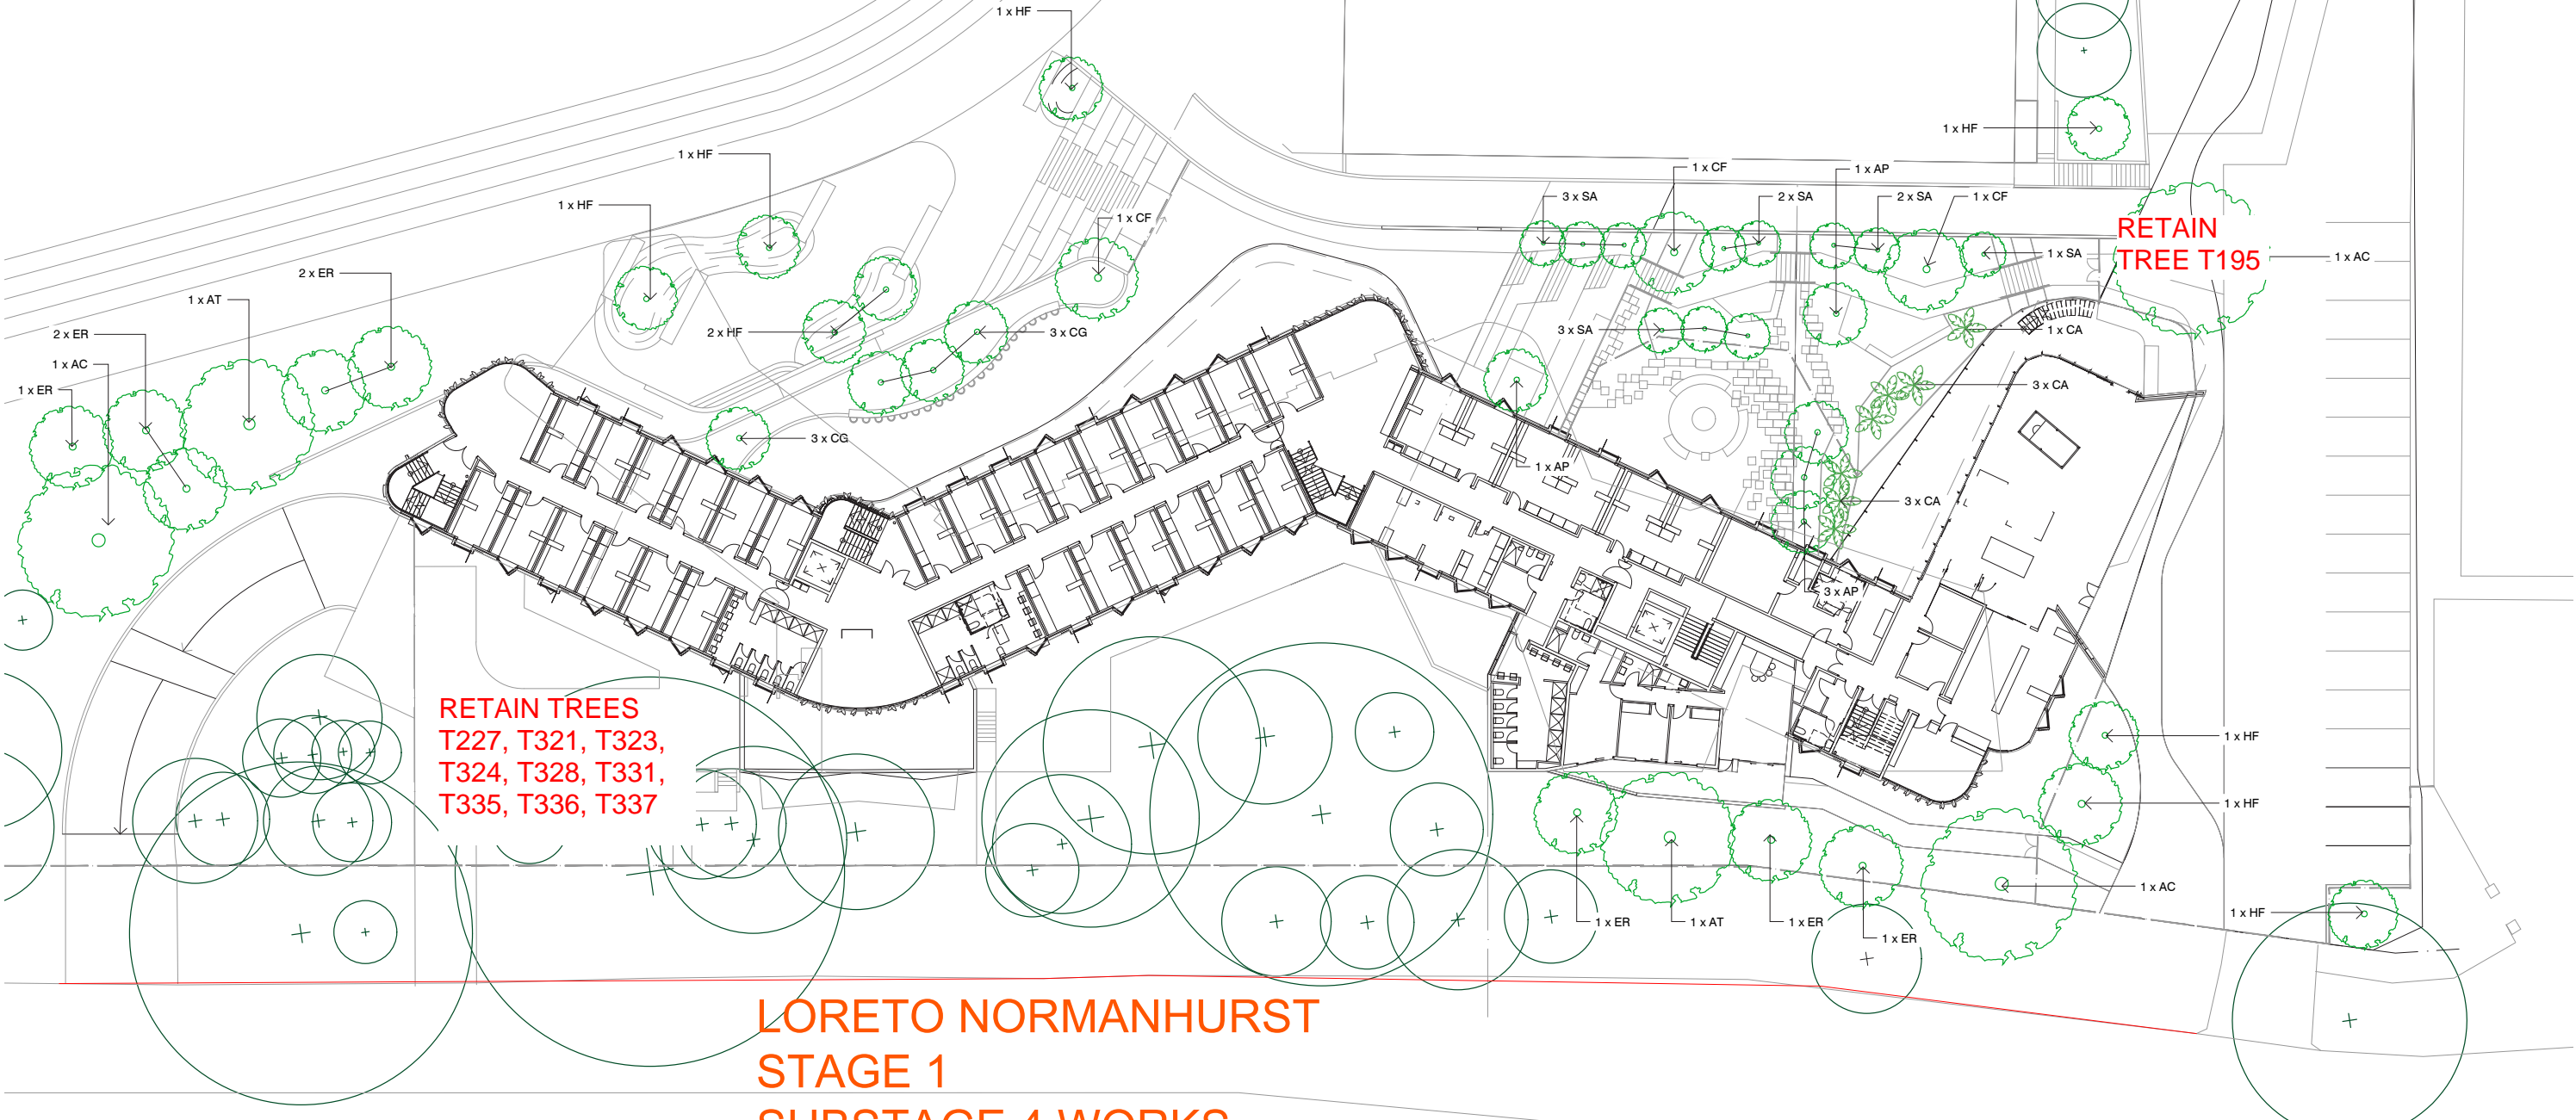 1 x HF
1 x HF
1 x HF
1 x CF
1 x AP
1 x HF
3 x SA
2 x SA
2 x SA
1 x CF
1 x CF
RETAIN
TREE T195
1 x SA
1 x AC
2 x ER
1 x AT
2 x ER
2 x HF
3 x CG
3 x SA
1 x CA
1 x AC
1 x ER
3 x CA
3 x CG
1 x AP
3 x CA
3 x AP
RETAIN TREES
T227, T321, T323,
T324, T328, T331,
T335, T336, T337
1 x HF
1 x HF
1 x AC
1 x HF
1 x ER
1 x AT
1 x ER
1 x ER
LORETO NORMANHURST
STAGE 1
SUBSTAGE 4 WORKS